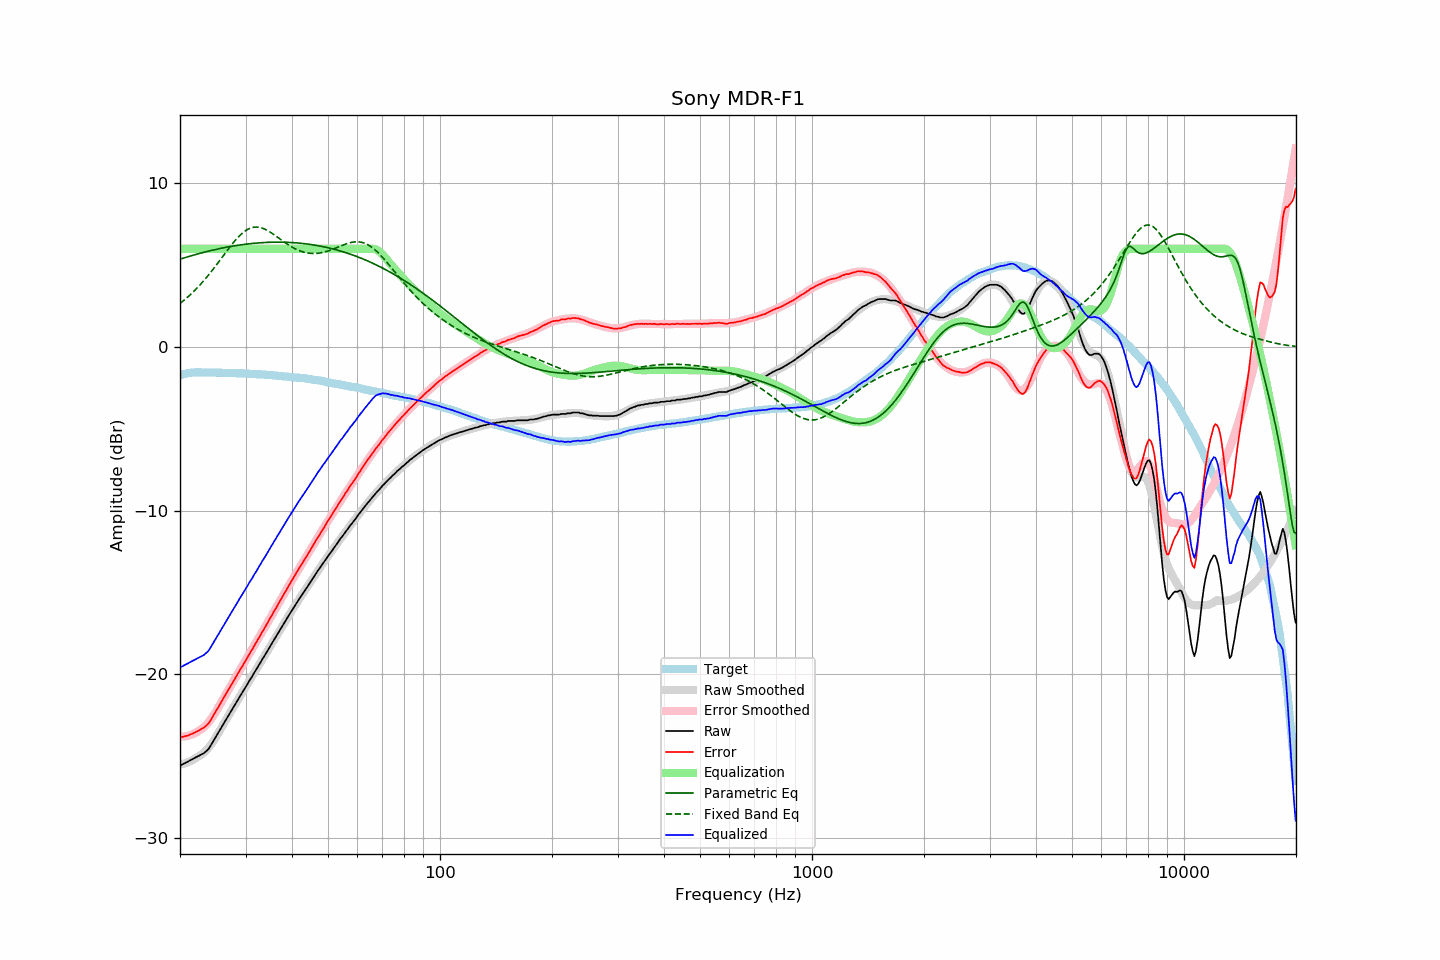 Sony MDR-F1
Amplitude (dBr)
10
0
−10
−20
−30
Target
Raw Smoothed
Error Smoothed
Raw
Error
Equalization
Parametric Eq
Fixed Band Eq
Equalized
100 1000 10000
Frequency (Hz)